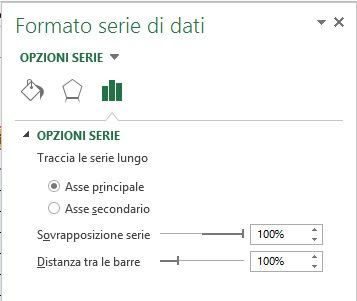 Formato serie di dati
OPZIONI SERIE
OPZIONI SERIE
Traccia le serie lungo
Asse principale
Asse secondario
Sovrapposizione serie 100%
Distanza tra le barre 100%